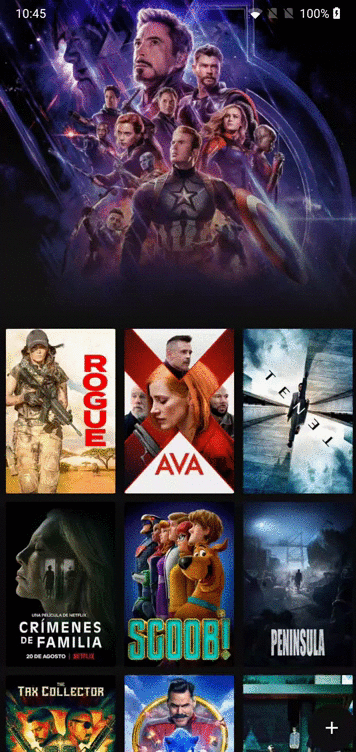 10:45
100%
ROGUE
AVA
TENET
UNA PELÍCULA DE NETFLIX
CRÍMENES
DE FAMILIA
20 DE AGOSTO | NETFLIX
SCOOB!
PENINSULA
THE
TAX COLLECTOR
+